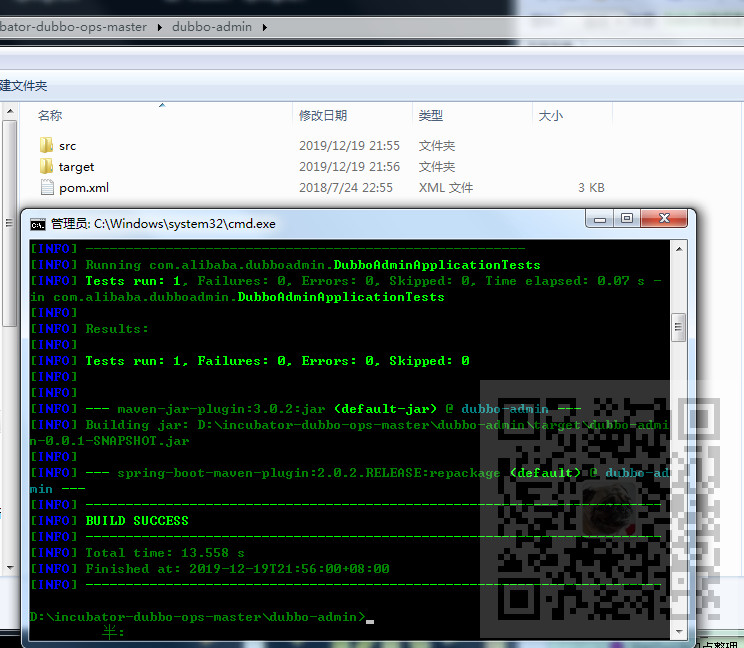 bator-dubbo-ops-master ▸ dubbo-admin ▸
建文件夹
名称 修改日期 类型 大小
src 2019/12/19 21:55 文件夹
target 2019/12/19 21:56 文件夹
pom.xml 2018/7/24 22:55 XML 文件 3 KB
管理员: C:\Windows\system32\cmd.exe
[INFO] -------------------------------------------------------
[INFO] Running com.alibaba.dubboadmin.DubboAdminApplicationTests
[INFO] Tests run: 1, Failures: 0, Errors: 0, Skipped: 0, Time elapsed: 0.07 s -
in com.alibaba.dubboadmin.DubboAdminApplicationTests
[INFO]
[INFO] Results:
[INFO]
[INFO] Tests run: 1, Failures: 0, Errors: 0, Skipped: 0
[INFO]
[INFO]
[INFO] --- maven-jar-plugin:3.0.2:jar (default-jar) @ dubbo-admin ---
[INFO] Building jar: D:\incubator-dubbo-ops-master\dubbo-admin\target\dubbo-admi
n-0.0.1-SNAPSHOT.jar
[INFO]
[INFO] --- spring-boot-maven-plugin:2.0.2.RELEASE:repackage (default) @ dubbo-ad
min ---
[INFO] ------------------------------------------------------------------------
[INFO] BUILD SUCCESS
[INFO] ------------------------------------------------------------------------
[INFO] Total time: 13.558 s
[INFO] Finished at: 2019-12-19T21:56:00+08:00
[INFO] ------------------------------------------------------------------------
D:\incubator-dubbo-ops-master\dubbo-admin>
半:
点整理